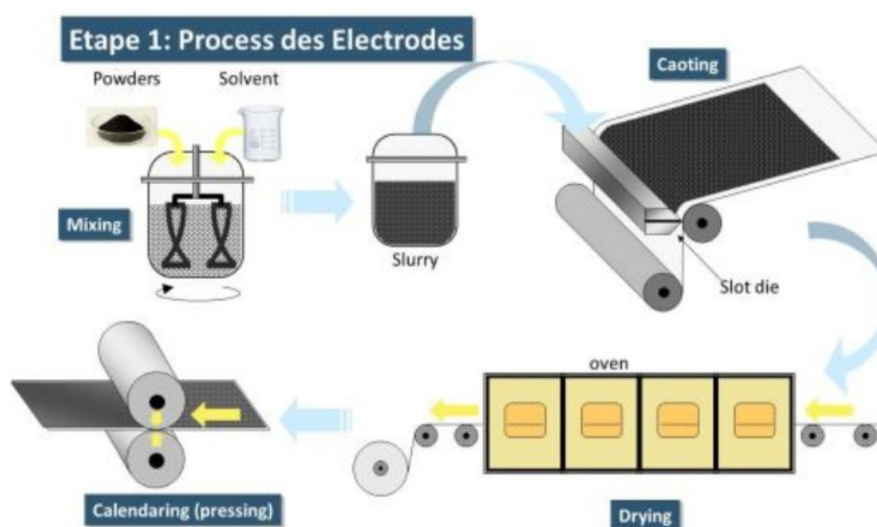 Etape 1: Process des Electrodes
Powders
Solvent
Caoting
Mixing
Slurry
Slot die
oven
Calendaring (pressing)
Drying